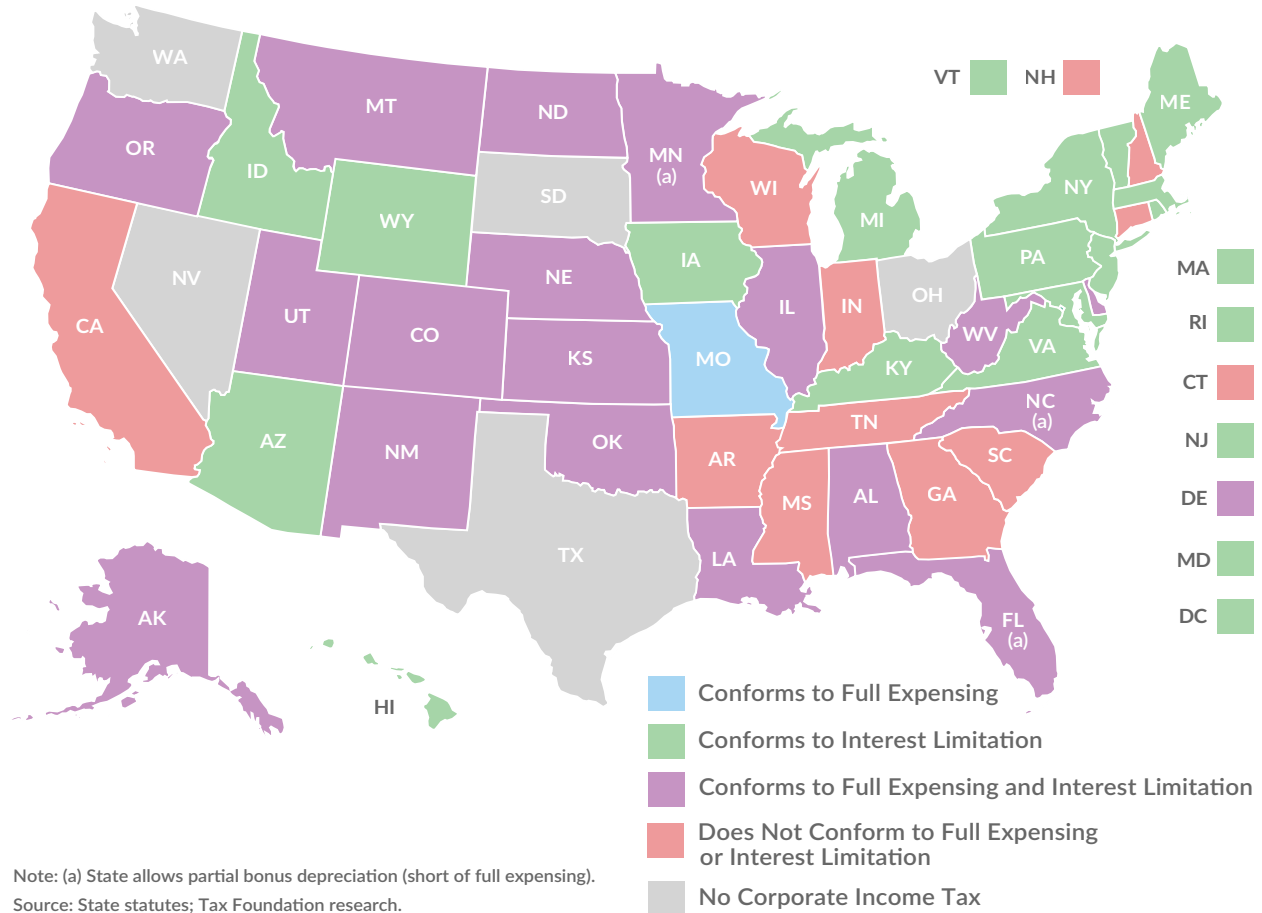 WA
VT
NH
ME
MT
ND
OR
MN
(a)
ID
WI
NY
SD
WY
MI
IA
PA
MA
NV
NE
OH
IL
IN
UT
CO
WV
VA
RI
CA
KS
MO
KY
CT
NC
(a)
TN
AZ
NM
OK
AR
SC
NJ
MS
AL
GA
DE
TX
LA
MD
AK
FL
(a)
DC
HI
Conforms to Full Expensing
Conforms to Interest Limitation
Conforms to Full Expensing and Interest Limitation
Does Not Conform to Full Expensing
or Interest Limitation
No Corporate Income Tax
Note: (a) State allows partial bonus depreciation (short of full expensing).
Source: State statutes; Tax Foundation research.